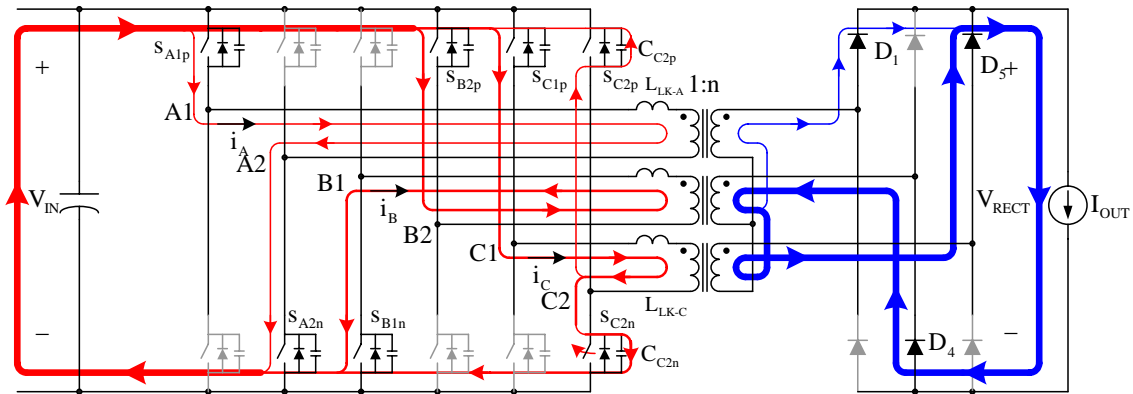 S_A1p
S_B2p
S_C1p
S_C2p
C_C2p
L_LK-A
1:n
D_1
D_5
+
+
A1
i_A
A2
B1
i_B
B2
C1
i_C
C2
V_IN
V_RECT
I_OUT
L_LK-C
−
−
S_A2n
S_B1n
S_C2n
C_C2n
D_4